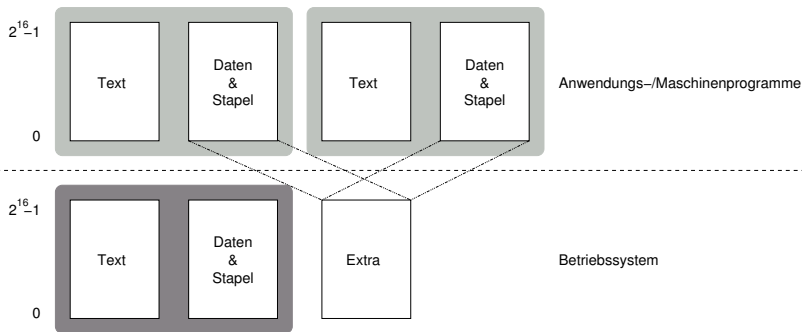 2^16–1
Text
Daten
&
Stapel
Text
Daten
&
Stapel
Anwendungs–/Maschinenprogramme
0
2^16–1
Text
Daten
&
Stapel
Extra
Betriebssystem
0